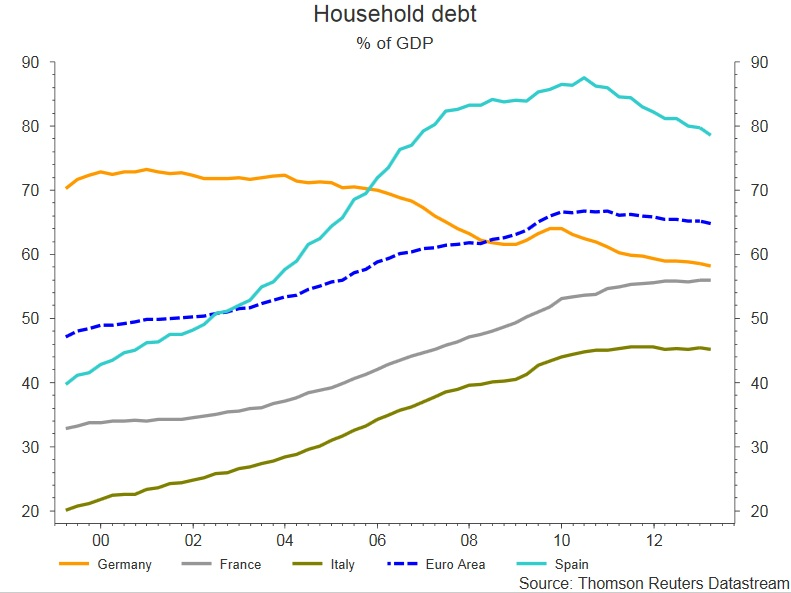 Household debt
% of GDP
90 90
80 80
70 70
60 60
50 50
40 40
30 30
20 20
00 02 04 06 08 10 12
Germany France Italy Euro Area Spain
Source: Thomson Reuters Datastream